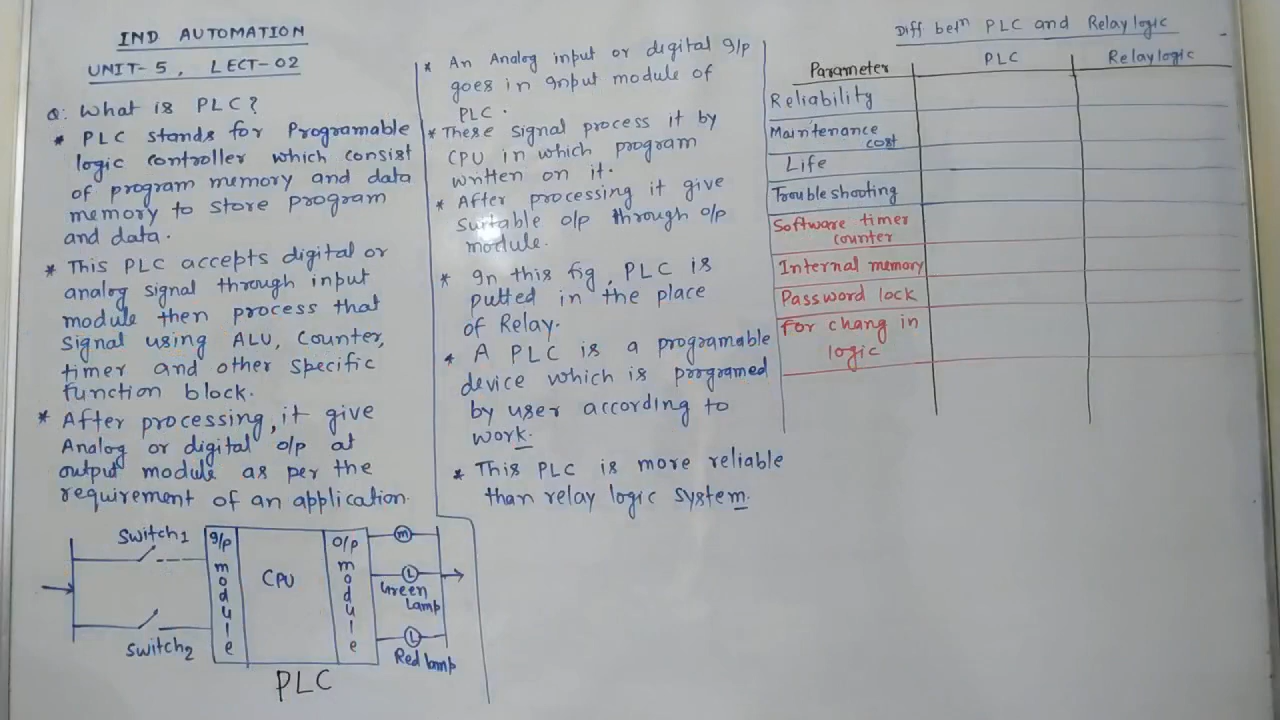 IND AUTOMATION
UNIT-5, LECT-02
Q: What is PLC?
* PLC stands for Programable
logic controller which consist
of program memory and data
memory to store program
and data.
* This PLC accepts digital or
analog signal through input
module then process that
signal using ALU, Counter,
timer and other specific
function block.
* After processing, it give
Analog or digital o/p at
output module as per the
requirement of an application.
Switch1
Switch2
I/p module
CPU
O/p module
M
L
Green
Lamp
L
Red lamp
PLC
* An Analog input or digital I/p
goes in Input module of
PLC.
* These signal process it by
CPU in which program
written on it.
* After processing it give
suitable o/p through o/p
module.
* In this fig, PLC is
putted in the place
of Relay.
* A PLC is a programable
device which is programed
by user according to
work.
* This PLC is more reliable
than relay logic system.
Diff betn PLC and Relay logic
Parameter PLC Relay logic
Reliability
Maintenance
cost
Life
Trouble shooting
Software timer
counter
Internal memory
Password lock
For chang in
logic